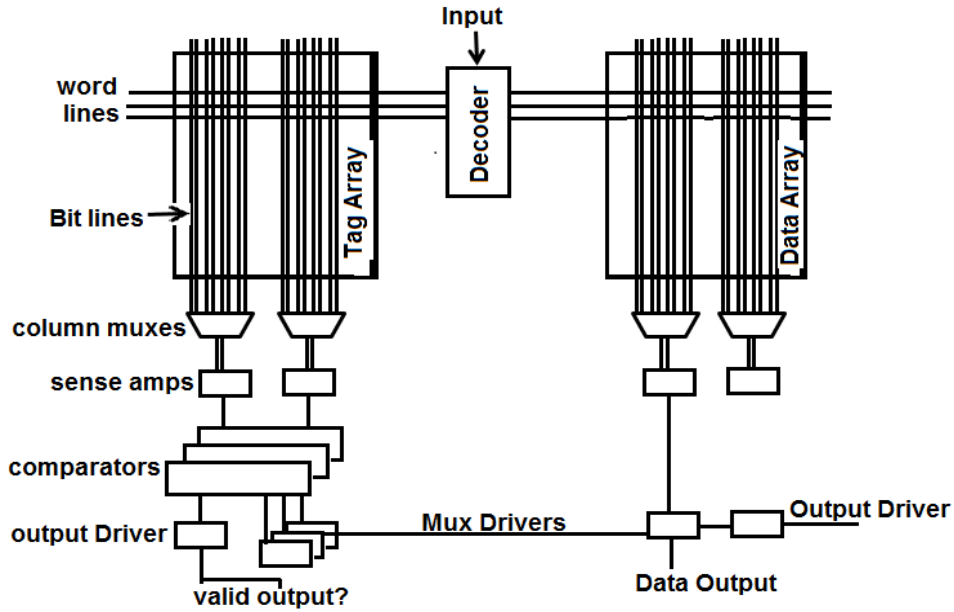 Input
word
lines
Decoder
Tag Array
Data Array
Bit lines
column muxes
sense amps
comparators
output Driver
Mux Drivers
Output Driver
Data Output
valid output?